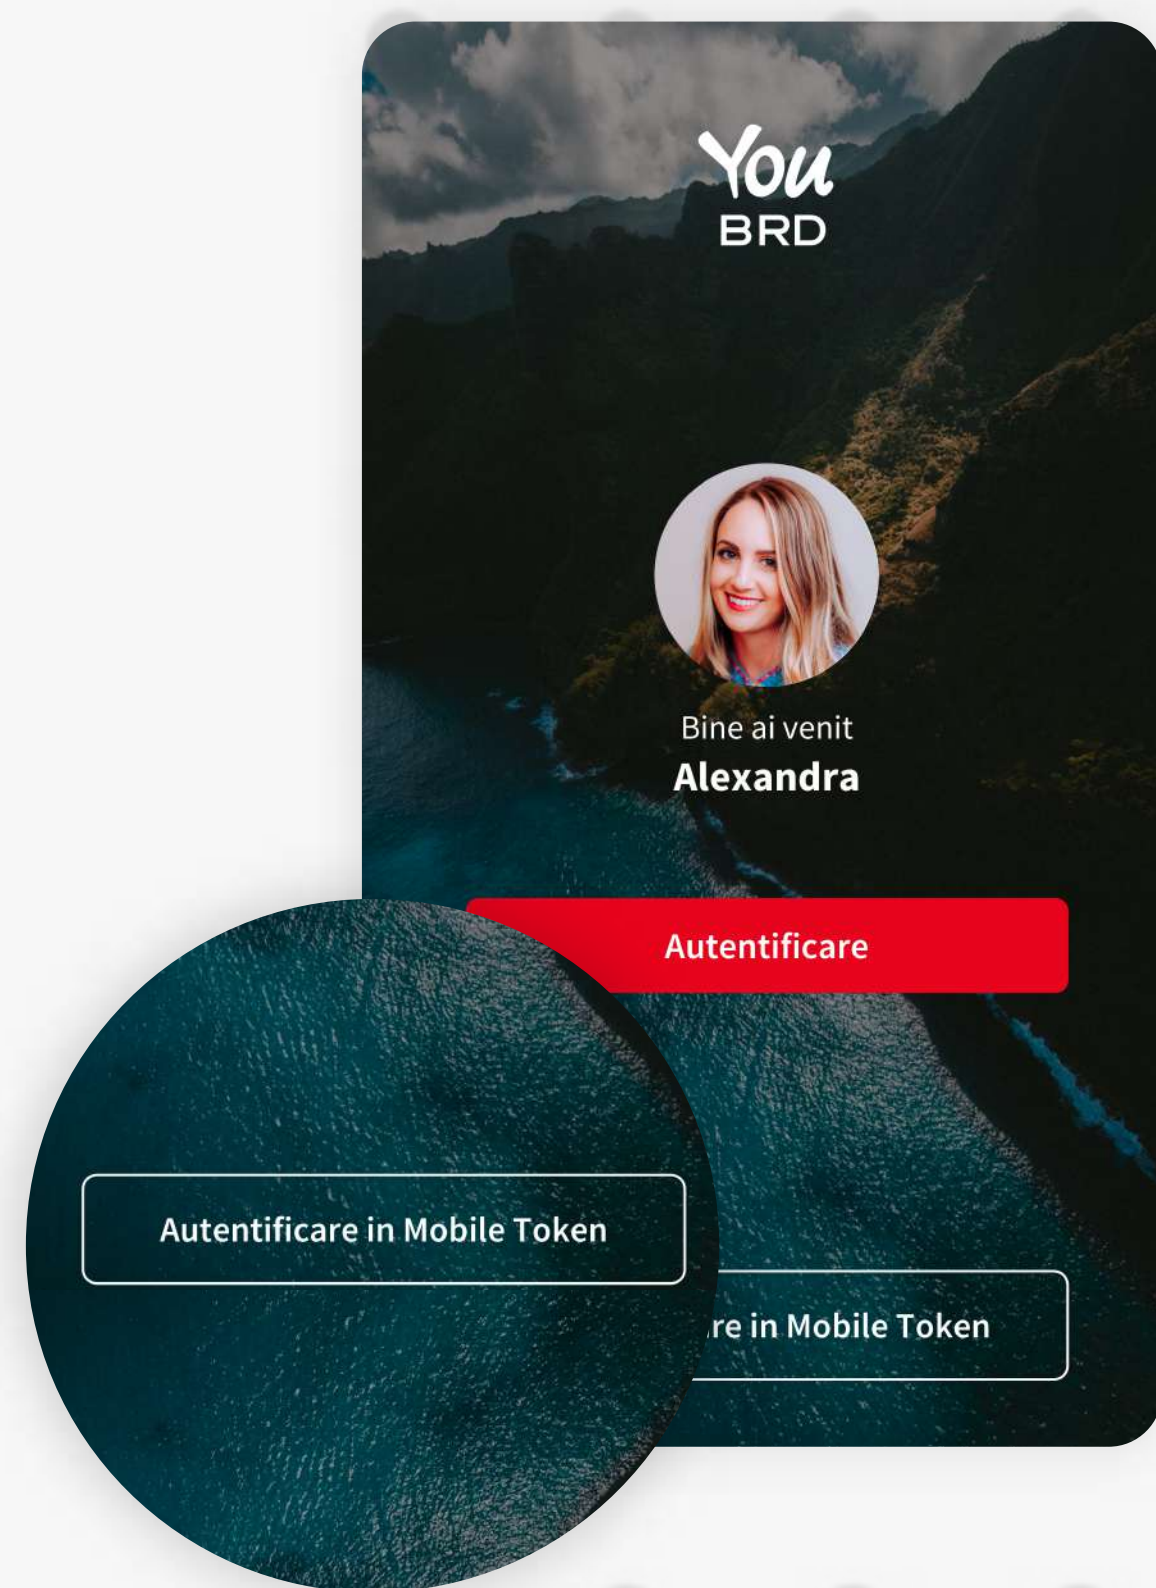 You
BRD
Bine ai venit
Alexandra
Autentificare
Autentificare in Mobile Token
re in Mobile Token